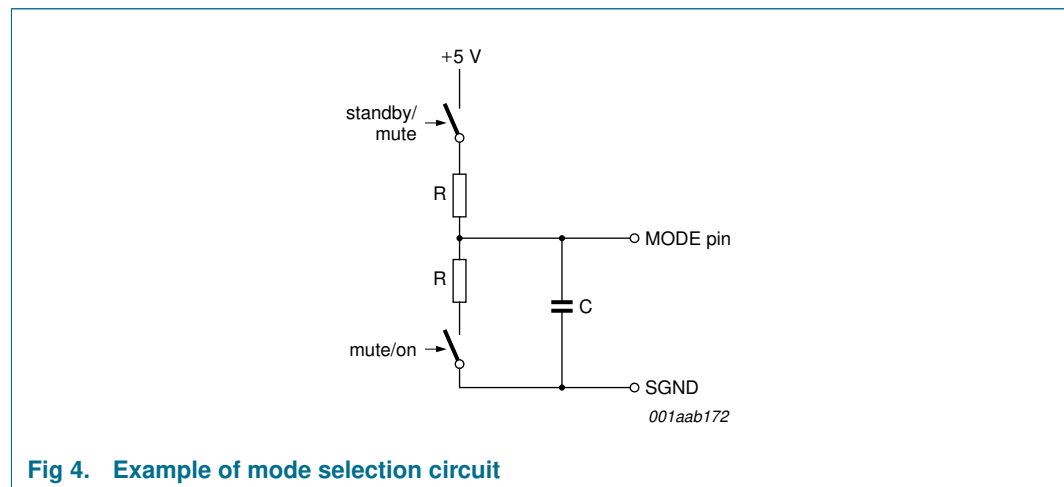 +5 V
standby/
mute
R
MODE pin
R
C
mute/on
SGND
001aab172
Fig 4. Example of mode selection circuit